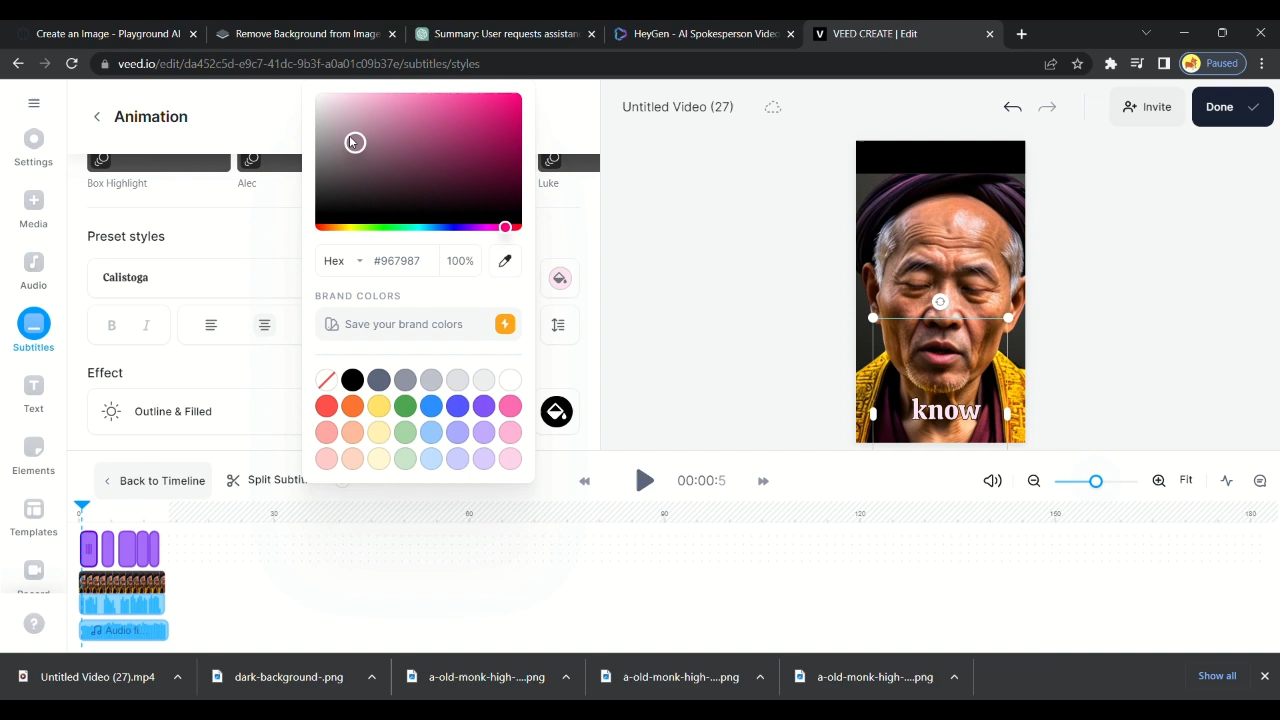 Create an Image - Playground AI
Remove Background from Image
Summary: User requests assistan
HeyGen - AI Spokesperson Video
VEED CREATE | Edit
veed.io/edit/da452c5d-e9c7-41dc-9b3f-a0a01c09b37e/subtitles/styles
Paused
Animation
Untitled Video (27)
Invite
Done
Settings
Media
Audio
Subtitles
Text
Elements
Templates
Box Highlight
Alec
Luke
Preset styles
Calistoga
B I
Effect
Outline & Filled
Hex #967987 100%
BRAND COLORS
Save your brand colors
know
Back to Timeline
Split Subtit
00:00:5
Fit
0 30 60 90 120 150 180
Audio fi...
Untitled Video (27).mp4
dark-background-.png
a-old-monk-high-....png
a-old-monk-high-....png
a-old-monk-high-....png
Show all